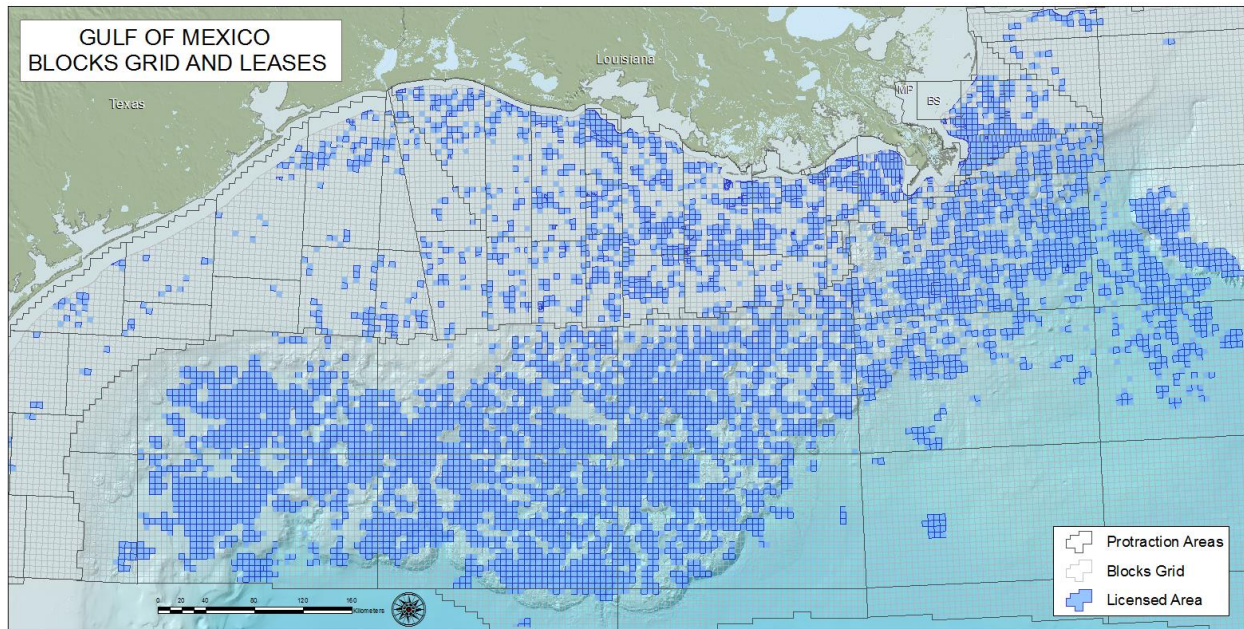 GULF OF MEXICO
BLOCKS GRID AND LEASES
Texas
Louisiana
MP
BS
0 20 40 80 120 160
Kilometers
Protraction Areas
Blocks Grid
Licensed Area